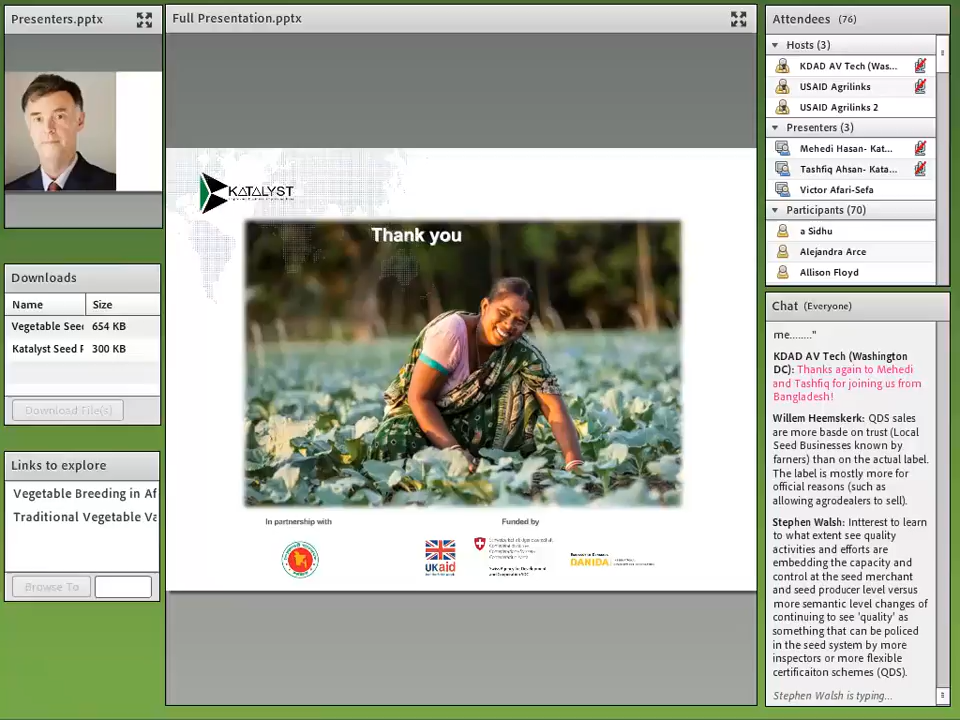 Presenters.pptx
Full Presentation.pptx
Attendees (76)
Hosts (3)
KDAD AV Tech (Was...
USAID Agrilinks
USAID Agrilinks 2
Presenters (3)
Mehedi Hasan- Kat...
Tashfiq Ahsan- Kata...
Victor Afari-Sefa
Participants (70)
a Sidhu
Alejandra Arce
Allison Floyd
KATALYST
Thank you
In partnership with
Funded by
UKaid
DANIDA
Downloads
Name Size
Vegetable Seed 654 KB
Katalyst Seed F 300 KB
Download File(s)
Links to explore
Vegetable Breeding in Af
Traditional Vegetable Va
Browse To
Chat (Everyone)
me........"
KDAD AV Tech (Washington
DC): Thanks again to Mehedi
and Tashfiq for joining us from
Bangladesh!
Willem Heemskerk: QDS sales
are more basde on trust (Local
Seed Businesses known by
farners) than on the actual label.
The label is mostly more for
official reasons (such as
allowing agrodealers to sell).
Stephen Walsh: Intterest to learn
to what extent see quality
activities and efforts are
embedding the capacity and
control at the seed merchant
and seed producer level versus
more semantic level changes of
continuing to see 'quality' as
something that can be policed
in the seed system by more
inspectors or more flexible
certificaiton schemes (QDS).
Stephen Walsh is typing...